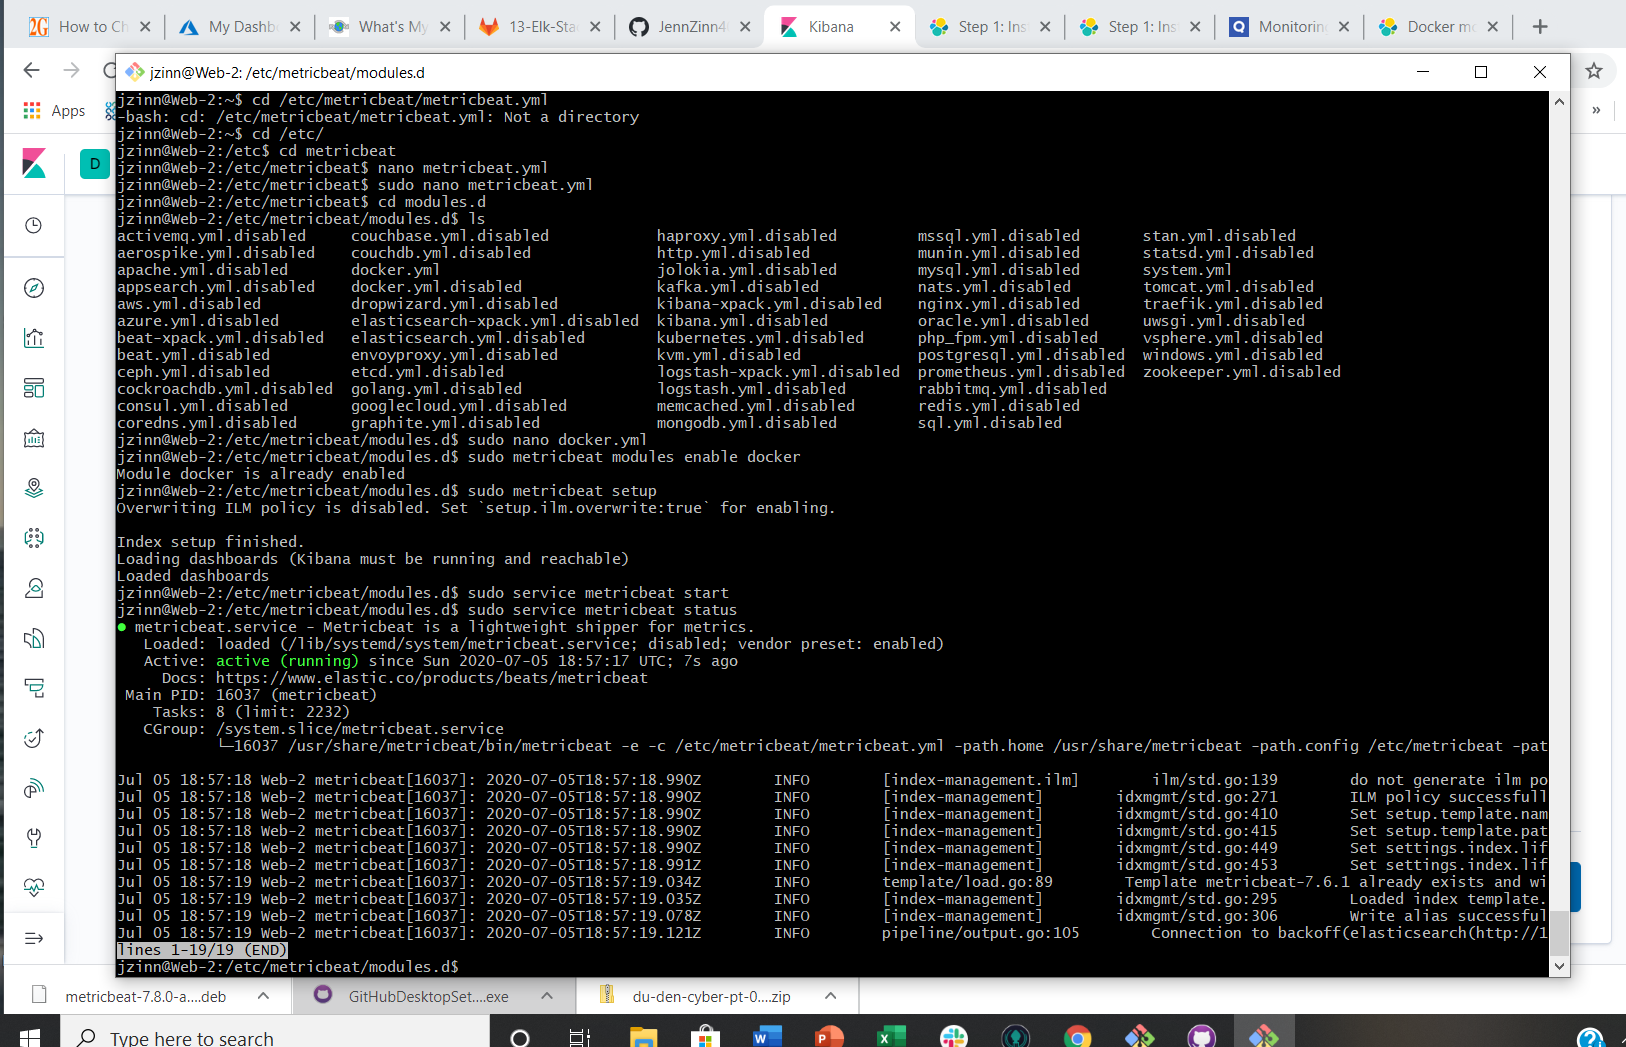 How to Ch
My Dashb
What's My
13-Elk-Sta
JennZinn4
Kibana
Step 1: Ins
Step 1: Ins
Monitoring
Docker m
jzinn@Web-2: /etc/metricbeat/modules.d
Apps
»
D
jzinn@Web-2:~$ cd /etc/metricbeat/metricbeat.yml
-bash: cd: /etc/metricbeat/metricbeat.yml: Not a directory
jzinn@Web-2:~$ cd /etc/
jzinn@Web-2:/etc$ cd metricbeat
jzinn@Web-2:/etc/metricbeat$ nano metricbeat.yml
jzinn@Web-2:/etc/metricbeat$ sudo nano metricbeat.yml
jzinn@Web-2:/etc/metricbeat$ cd modules.d
jzinn@Web-2:/etc/metricbeat/modules.d$ ls
activemq.yml.disabled couchbase.yml.disabled haproxy.yml.disabled mssql.yml.disabled stan.yml.disabled
aerospike.yml.disabled couchdb.yml.disabled http.yml.disabled munin.yml.disabled statsd.yml.disabled
apache.yml.disabled docker.yml jolokia.yml.disabled mysql.yml.disabled system.yml
appsearch.yml.disabled docker.yml.disabled kafka.yml.disabled nats.yml.disabled tomcat.yml.disabled
aws.yml.disabled dropwizard.yml.disabled kibana-xpack.yml.disabled nginx.yml.disabled traefik.yml.disabled
azure.yml.disabled elasticsearch-xpack.yml.disabled kibana.yml.disabled oracle.yml.disabled uwsgi.yml.disabled
beat-xpack.yml.disabled elasticsearch.yml.disabled kubernetes.yml.disabled php_fpm.yml.disabled vsphere.yml.disabled
beat.yml.disabled envoyproxy.yml.disabled kvm.yml.disabled postgresql.yml.disabled windows.yml.disabled
ceph.yml.disabled etcd.yml.disabled logstash-xpack.yml.disabled prometheus.yml.disabled zookeeper.yml.disabled
cockroachdb.yml.disabled golang.yml.disabled logstash.yml.disabled rabbitmq.yml.disabled
consul.yml.disabled googlecloud.yml.disabled memcached.yml.disabled redis.yml.disabled
coredns.yml.disabled graphite.yml.disabled mongodb.yml.disabled sql.yml.disabled
jzinn@Web-2:/etc/metricbeat/modules.d$ sudo nano docker.yml
jzinn@Web-2:/etc/metricbeat/modules.d$ sudo metricbeat modules enable docker
Module docker is already enabled
jzinn@Web-2:/etc/metricbeat/modules.d$ sudo metricbeat setup
Overwriting ILM policy is disabled. Set `setup.ilm.overwrite:true` for enabling.
Index setup finished.
Loading dashboards (Kibana must be running and reachable)
Loaded dashboards
jzinn@Web-2:/etc/metricbeat/modules.d$ sudo service metricbeat start
jzinn@Web-2:/etc/metricbeat/modules.d$ sudo service metricbeat status
● metricbeat.service - Metricbeat is a lightweight shipper for metrics.
Loaded: loaded (/lib/systemd/system/metricbeat.service; disabled; vendor preset: enabled)
Active: active (running) since Sun 2020-07-05 18:57:17 UTC; 7s ago
Docs: https://www.elastic.co/products/beats/metricbeat
Main PID: 16037 (metricbeat)
Tasks: 8 (limit: 2232)
CGroup: /system.slice/metricbeat.service
└─16037 /usr/share/metricbeat/bin/metricbeat -e -c /etc/metricbeat/metricbeat.yml -path.home /usr/share/metricbeat -path.config /etc/metricbeat -pat
Jul 05 18:57:18 Web-2 metricbeat[16037]: 2020-07-05T18:57:18.990Z INFO [index-management.ilm] ilm/std.go:139 do not generate ilm po
Jul 05 18:57:18 Web-2 metricbeat[16037]: 2020-07-05T18:57:18.990Z INFO [index-management] idxmgmt/std.go:271 ILM policy successfull
Jul 05 18:57:18 Web-2 metricbeat[16037]: 2020-07-05T18:57:18.990Z INFO [index-management] idxmgmt/std.go:410 Set setup.template.nam
Jul 05 18:57:18 Web-2 metricbeat[16037]: 2020-07-05T18:57:18.990Z INFO [index-management] idxmgmt/std.go:415 Set setup.template.pat
Jul 05 18:57:18 Web-2 metricbeat[16037]: 2020-07-05T18:57:18.990Z INFO [index-management] idxmgmt/std.go:449 Set settings.index.lif
Jul 05 18:57:18 Web-2 metricbeat[16037]: 2020-07-05T18:57:18.991Z INFO [index-management] idxmgmt/std.go:453 Set settings.index.lif
Jul 05 18:57:19 Web-2 metricbeat[16037]: 2020-07-05T18:57:19.034Z INFO template/load.go:89 Template metricbeat-7.6.1 already exists and wi
Jul 05 18:57:19 Web-2 metricbeat[16037]: 2020-07-05T18:57:19.035Z INFO [index-management] idxmgmt/std.go:295 Loaded index template.
Jul 05 18:57:19 Web-2 metricbeat[16037]: 2020-07-05T18:57:19.078Z INFO [index-management] idxmgmt/std.go:306 Write alias successful
Jul 05 18:57:19 Web-2 metricbeat[16037]: 2020-07-05T18:57:19.121Z INFO pipeline/output.go:105 Connection to backoff(elasticsearch(http://1
lines 1-19/19 (END)
jzinn@Web-2:/etc/metricbeat/modules.d$
metricbeat-7.8.0-a....deb
GitHubDesktopSet....exe
du-den-cyber-pt-0....zip
Type here to search